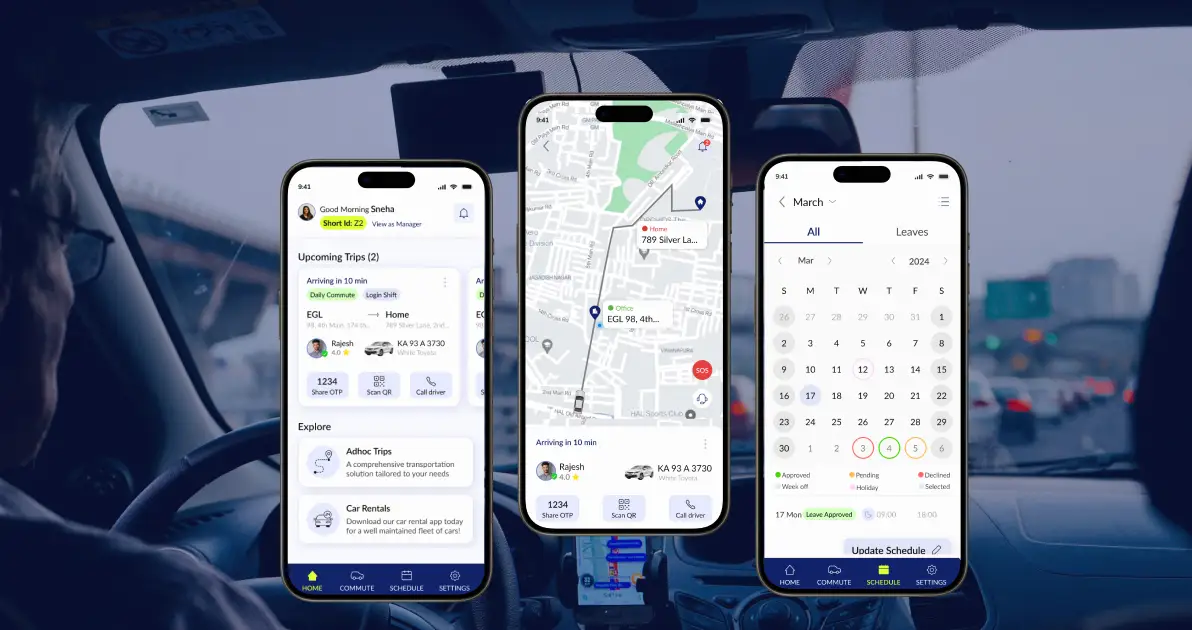 9:41
Good Morning Sneha
Short Id: Z2 View as Manager
Upcoming Trips (2)
Arriving in 10 min
Daily Commute Login Shift
EGL Home
98, 4th Main, 174 th... 789 Silver Lane, 2nd...
Rajesh KA 93 A 3730
4.0 White Toyota
1234
Share OTP Scan QR Call driver
Explore
Adhoc Trips
A comprehensive transportation
solution tailored to your needs
Car Rentals
Download our car rental app today
for a well maintained fleet of cars!
HOME COMMUTE SCHEDULE SETTINGS
9:41
2
Home
789 Silver La...
Office
EGL 98, 4th...
SOS
HAL Sports Club
Arriving in 10 min
Rajesh KA 93 A 3730
4.0 White Toyota
1234
Share OTP Scan QR Call driver
9:41
March
All Leaves
Mar 2024
S M T W T F S
26 27 28 29 30 31 1
2 3 4 5 6 7 8
9 10 11 12 13 14 15
16 17 18 19 20 21 22
23 24 25 26 27 28 29
30 1 2 3 4 5 6
Approved Pending Declined
Week off Holiday Selected
17 Mon Leave Approved 09:00 18:00
Update Schedule
HOME COMMUTE SCHEDULE SETTINGS